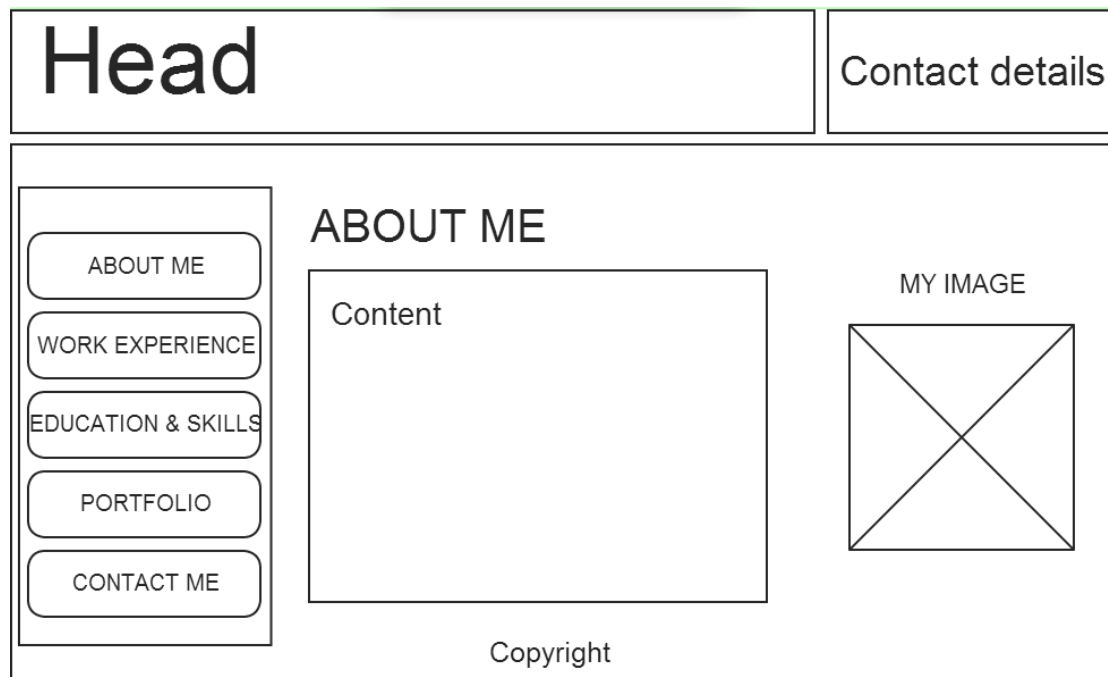 Head
Contact details
ABOUT ME
WORK EXPERIENCE
EDUCATION & SKILLS
PORTFOLIO
CONTACT ME
ABOUT ME
Content
MY IMAGE
Copyright